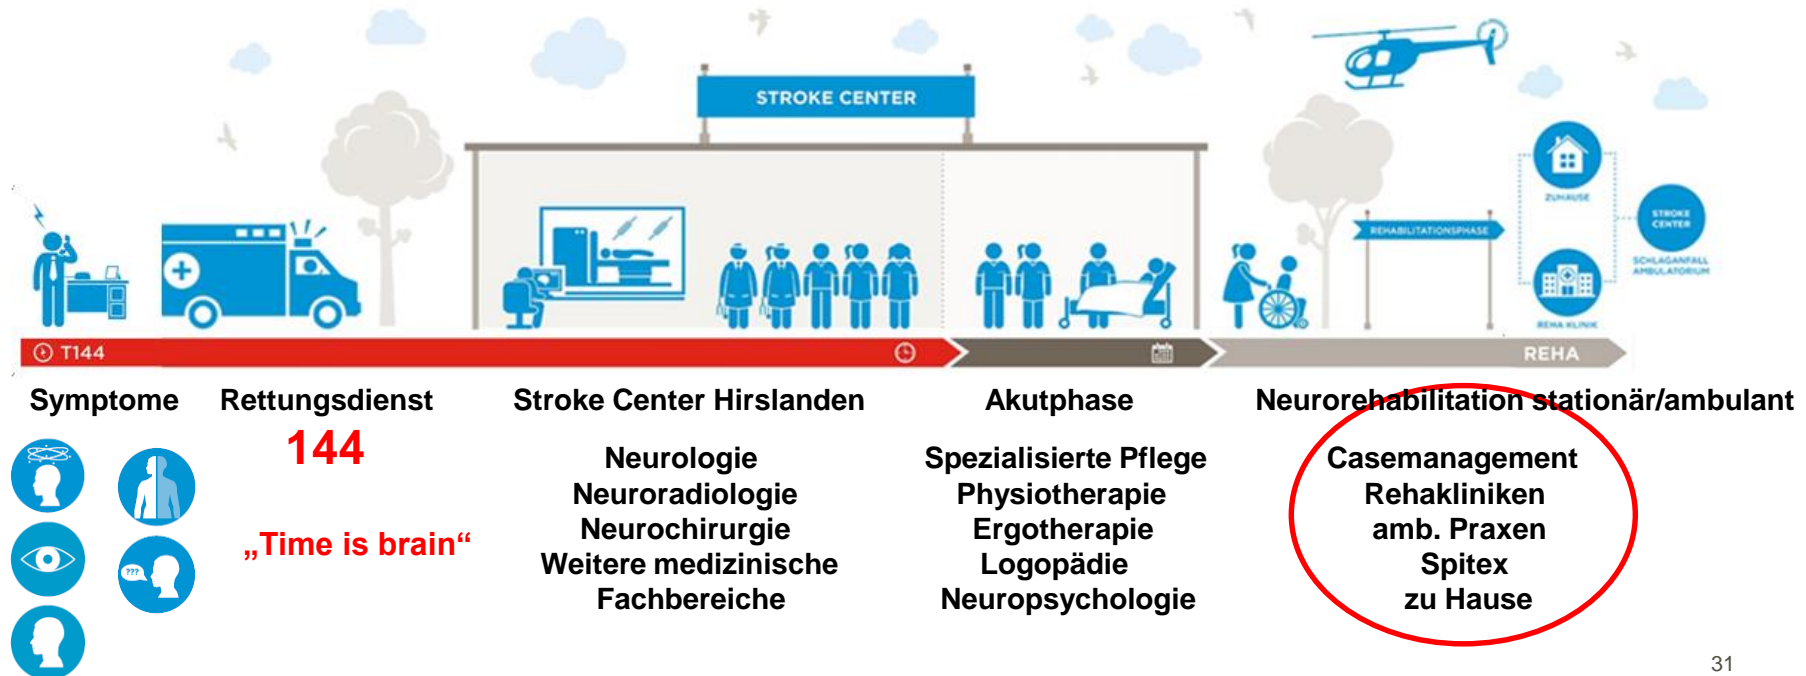 STROKE CENTER
ZUHAUSE
STROKE
CENTER
REHABILITATIONSPHASE
SCHLAGANFALL
AMBULATORIUM
REHA KLINIK
T144
REHA
Symptome
Rettungsdienst
Stroke Center Hirslanden
Akutphase
Neurorehabilitation stationär/ambulant
144
„Time is brain“
???
Neurologie
Neuroradiologie
Neurochirurgie
Weitere medizinische
Fachbereiche
Spezialisierte Pflege
Physiotherapie
Ergotherapie
Logopädie
Neuropsychologie
Casemanagement
Rehakliniken
amb. Praxen
Spitex
zu Hause
31